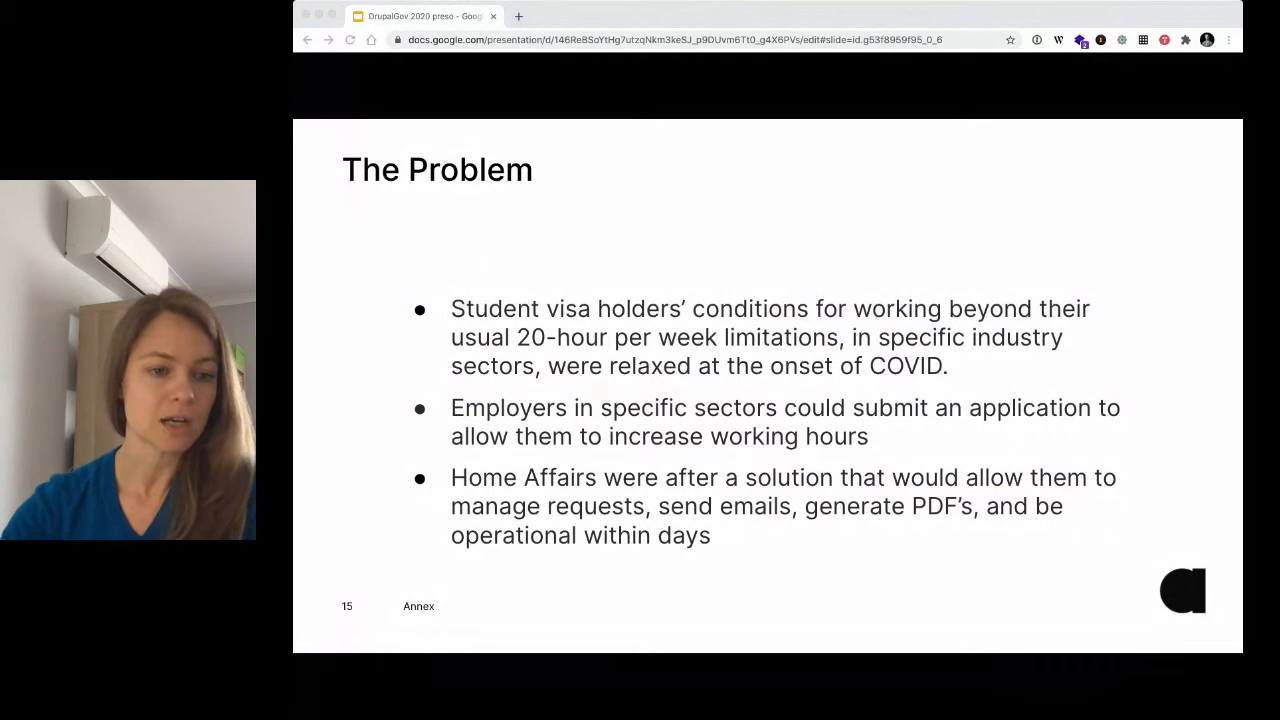 DrupalGov 2020 preso - Goog
docs.google.com/presentation/d/146ReBSoYtHg7utzqNkm3keSJ_p9DUvm6Tt0_g4X6PVs/edit#slide=id.g53f8959f95_0_6
The Problem
● Student visa holders’ conditions for working beyond their
usual 20-hour per week limitations, in specific industry
sectors, were relaxed at the onset of COVID.
● Employers in specific sectors could submit an application to
allow them to increase working hours
● Home Affairs were after a solution that would allow them to
manage requests, send emails, generate PDF’s, and be
operational within days
15 Annex